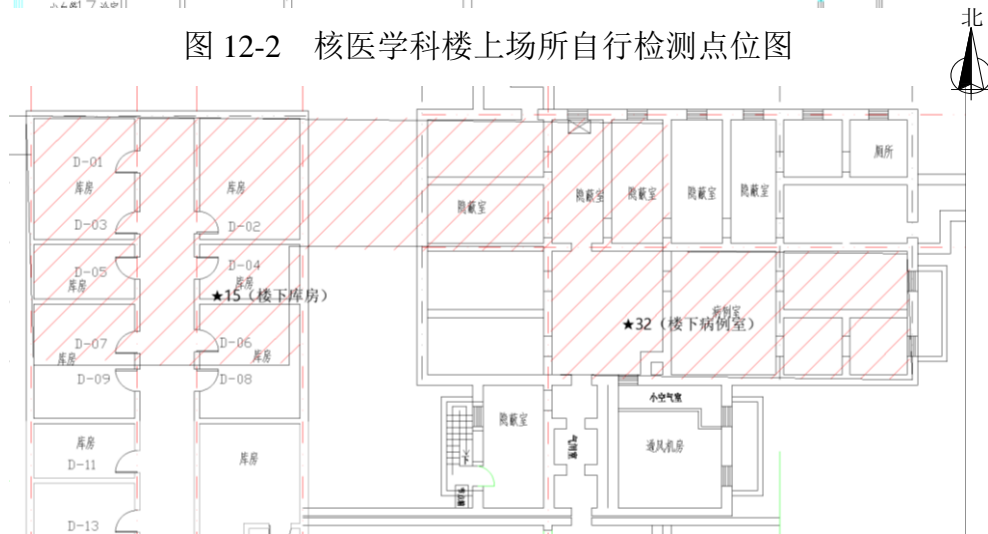 图 12-2 核医学科楼上场所自行检测点位图
北
D-01
库房
库房
D-03
D-02
隐蔽室
隐蔽室
隐蔽室
隐蔽室
隐蔽室
厕所
D-05
库房
D-04
库房
★15（楼下库房）
病例室
★32（楼下病例室）
D-07
库房
D-06
库房
D-09
D-08
小空气室
隐蔽室
通风机房
库房
D-11
库房
D-13